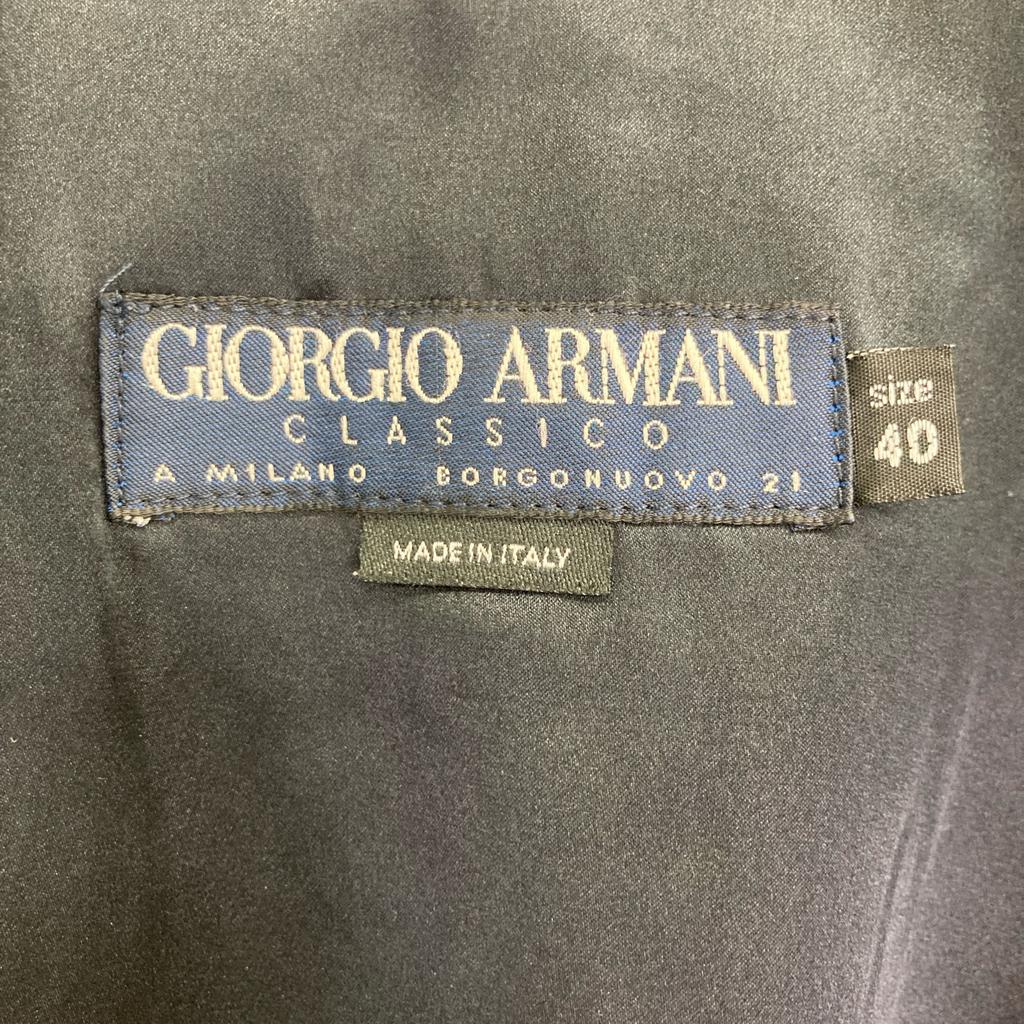 GIORGIO ARMANI
CLASSICO
A MILANO BORGONUOVO 21
size
40
MADE IN ITALY